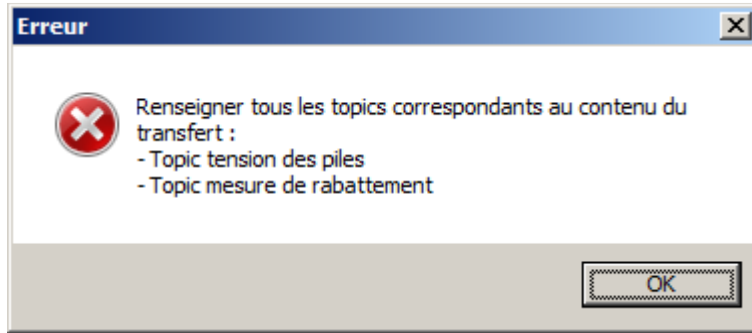 Erreur
Renseigner tous les topics correspondants au contenu du
transfert :
- Topic tension des piles
- Topic mesure de rabattement
OK